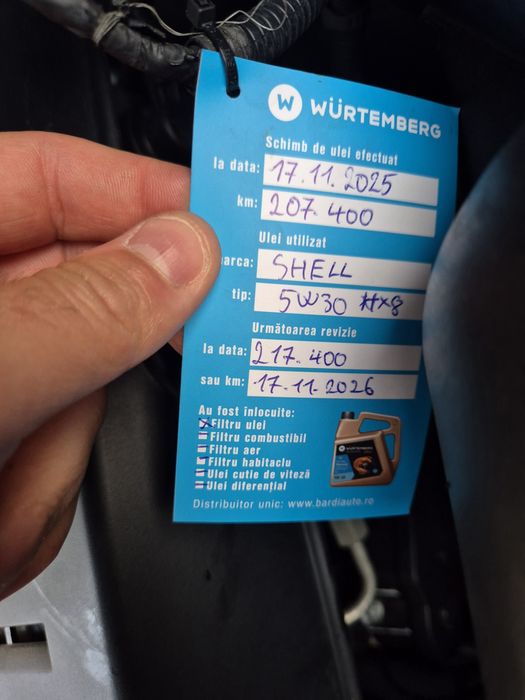 W WÜRTEMBERG
Schimb de ulei efectuat
la data: 17.11.2025
km: 207.400
Ulei utilizat
arca: SHELL
tip: 5W30 Hx8
Următoarea revizie
la data: 217.400
sau km: 17.11.2026
Au fost înlocuite:
Filtru ulei
Filtru combustibil
Filtru aer
Filtru habitaclu
Ulei cutie de viteză
Ulei diferențial
WÜRTEMBERG
Distribuitor unic: www.bardiauto.ro